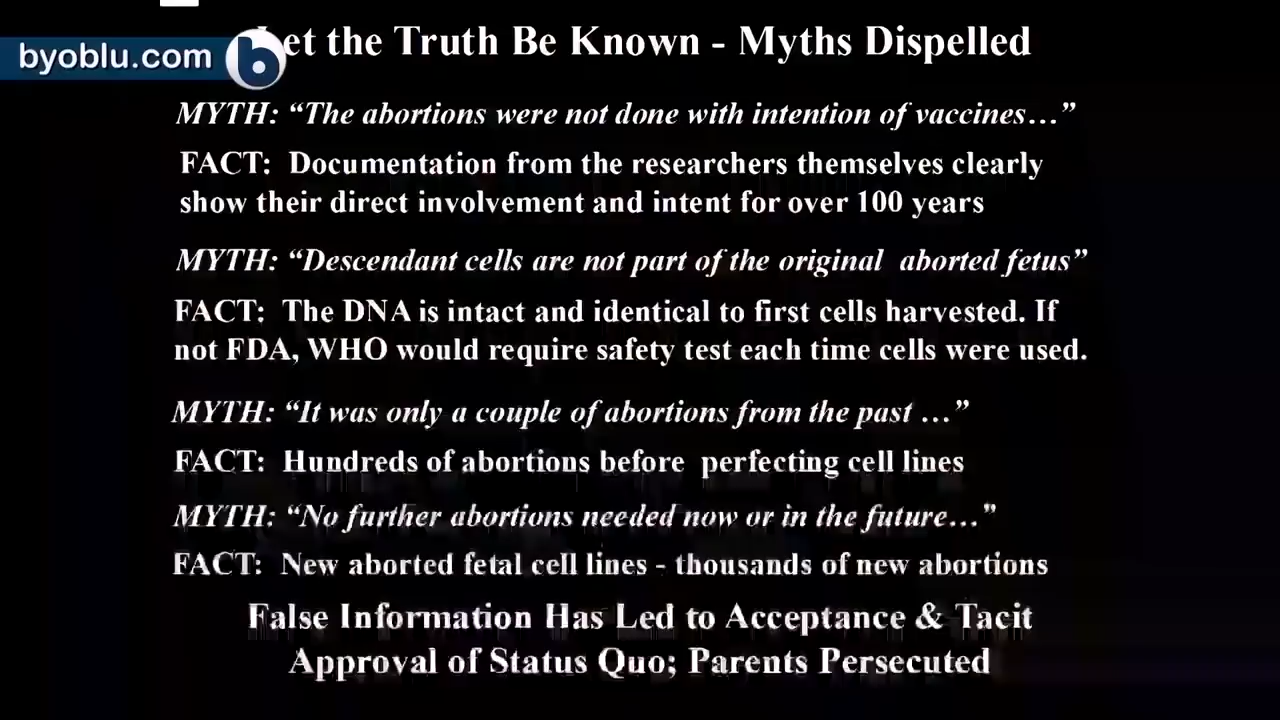 byoblu.com b
Let the Truth Be Known - Myths Dispelled
MYTH: “The abortions were not done with intention of vaccines…”
FACT: Documentation from the researchers themselves clearly
show their direct involvement and intent for over 100 years
MYTH: “Descendant cells are not part of the original aborted fetus”
FACT: The DNA is intact and identical to first cells harvested. If
not FDA, WHO would require safety test each time cells were used.
MYTH: “It was only a couple of abortions from the past …”
FACT: Hundreds of abortions before perfecting cell lines
MYTH: “No further abortions needed now or in the future…”
FACT: New aborted fetal cell lines - thousands of new abortions
False Information Has Led to Acceptance & Tacit
Approval of Status Quo; Parents Persecuted